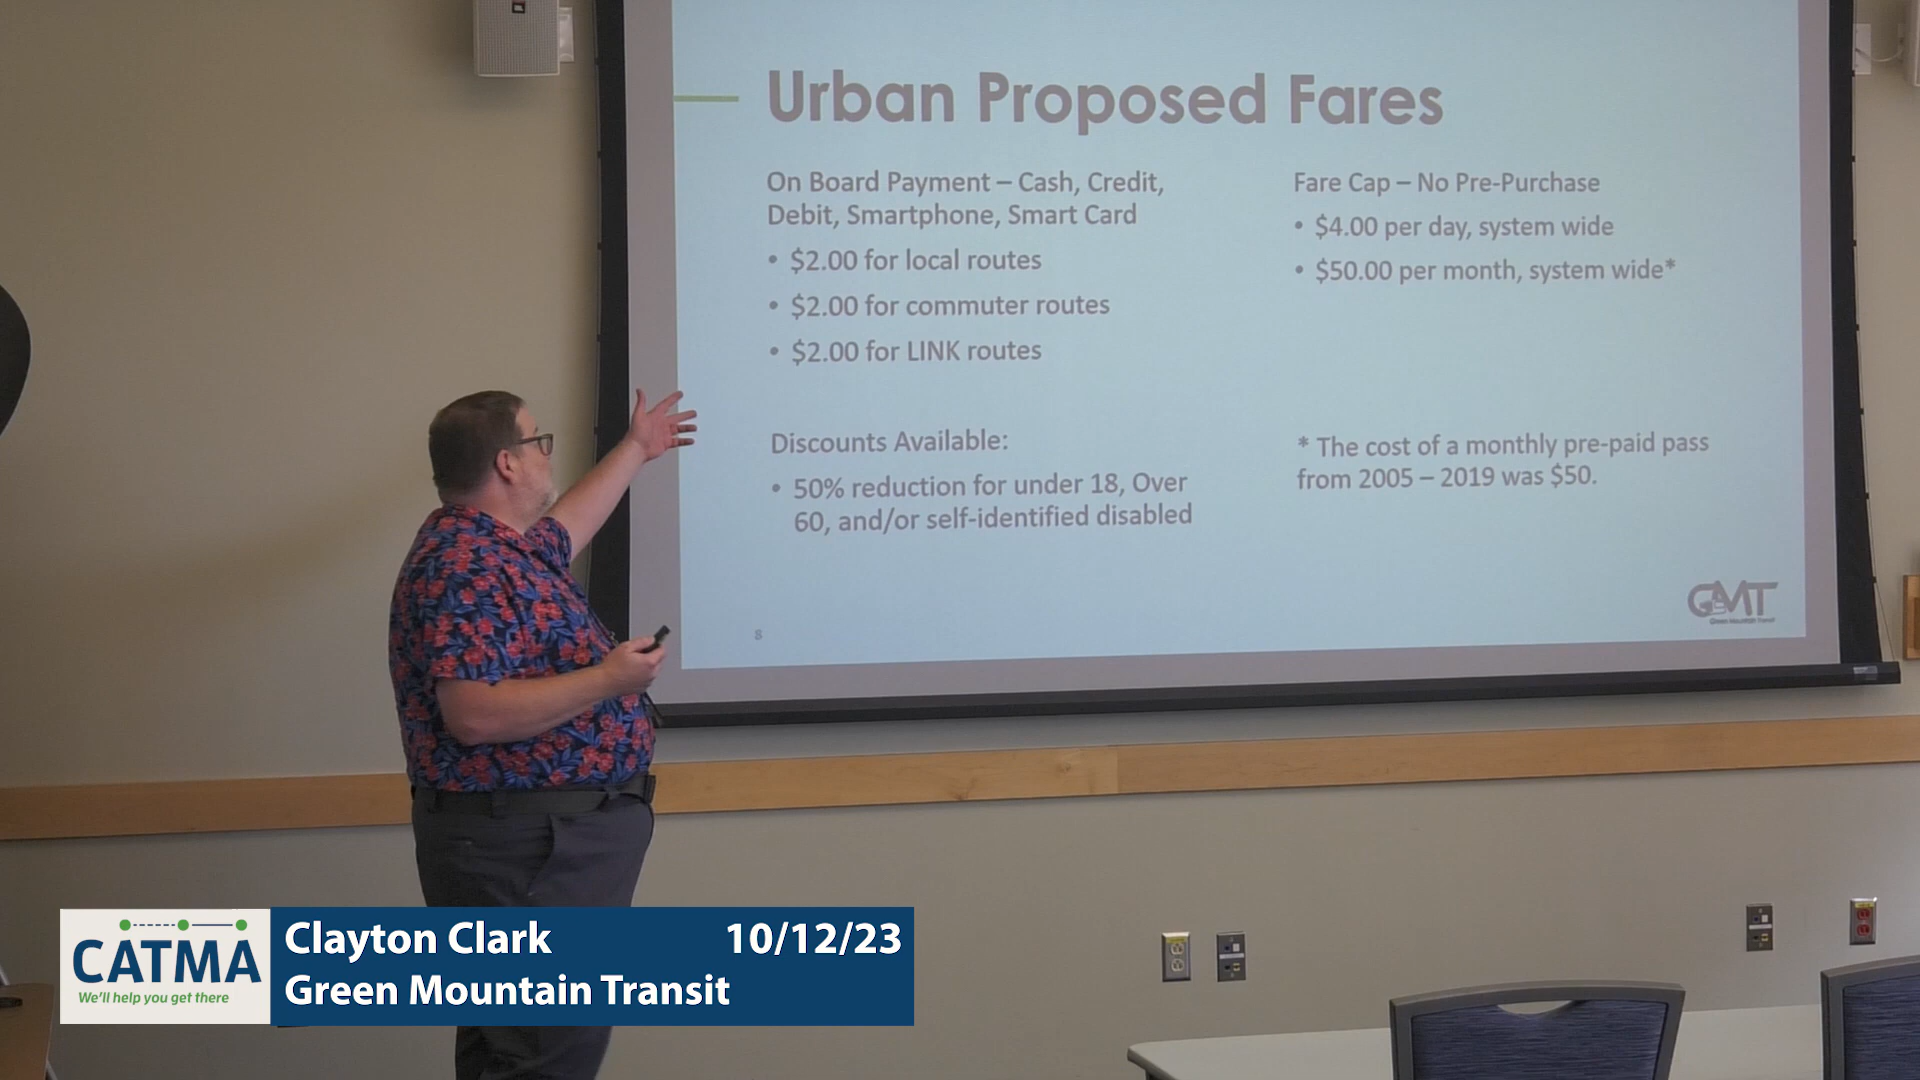 Urban Proposed Fares
On Board Payment – Cash, Credit,
Debit, Smartphone, Smart Card
• $2.00 for local routes
• $2.00 for commuter routes
• $2.00 for LINK routes
Discounts Available:
• 50% reduction for under 18, Over
60, and/or self-identified disabled
Fare Cap – No Pre-Purchase
• $4.00 per day, system wide
• $50.00 per month, system wide*
* The cost of a monthly pre-paid pass
from 2005 – 2019 was $50.
8
GMT
Green Mountain Transit
CATMA
We'll help you get there
Clayton Clark 10/12/23
Green Mountain Transit